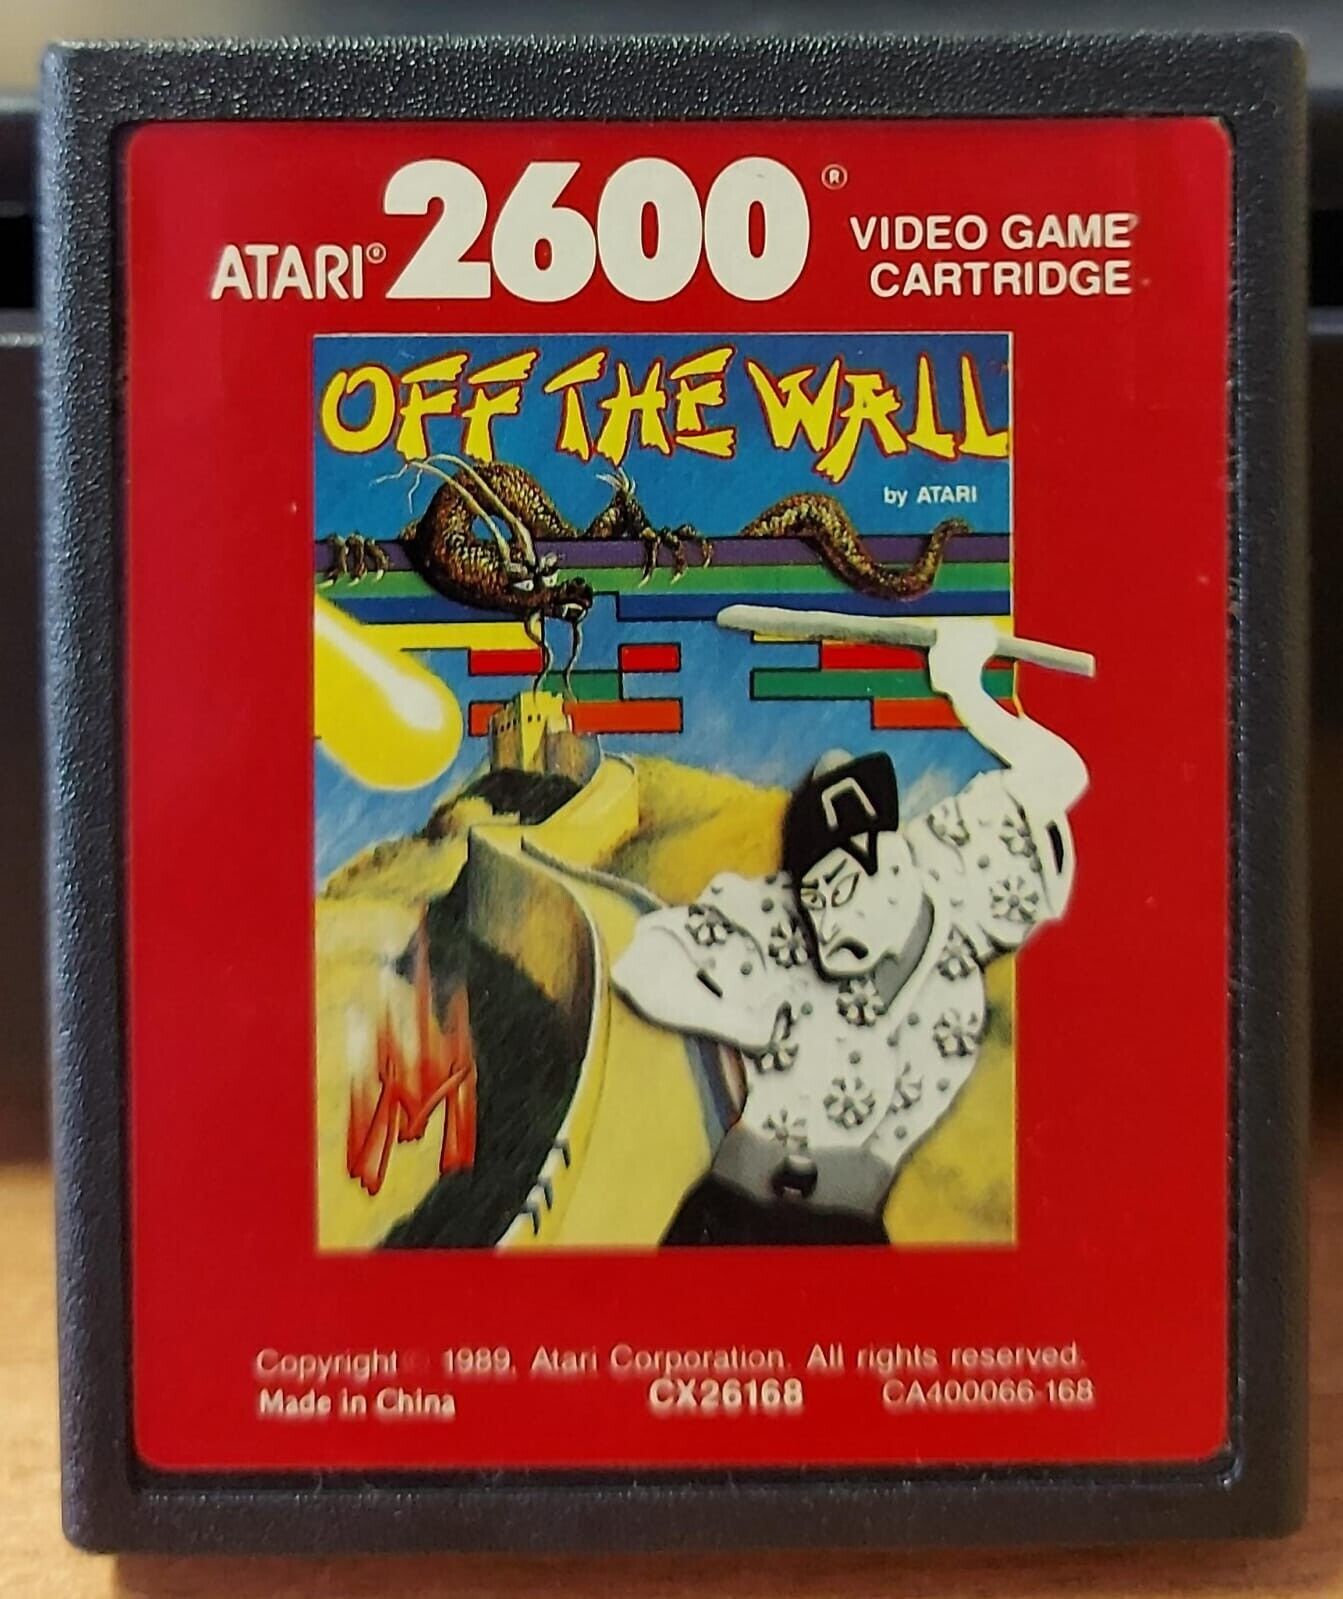 ATARI® 2600® VIDEO GAME
CARTRIDGE
OFF THE WALL
by ATARI
M
Copyright 1989, Atari Corporation. All rights reserved.
Made in China CX26168 CA400066-168